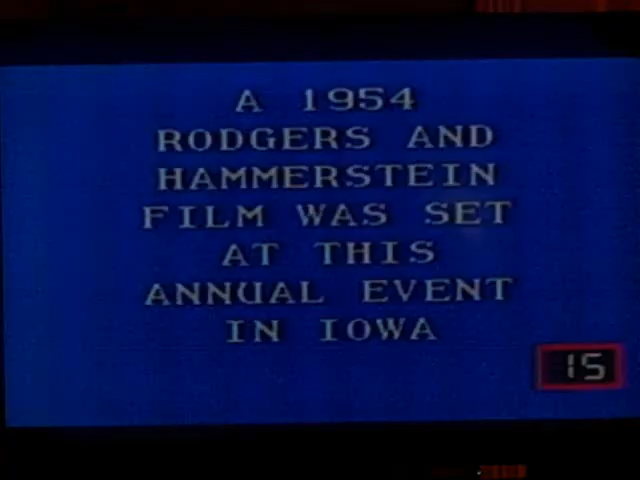 A 1954
RODGERS AND
HAMMERSTEIN
FILM WAS SET
AT THIS
ANNUAL EVENT
IN IOWA
15